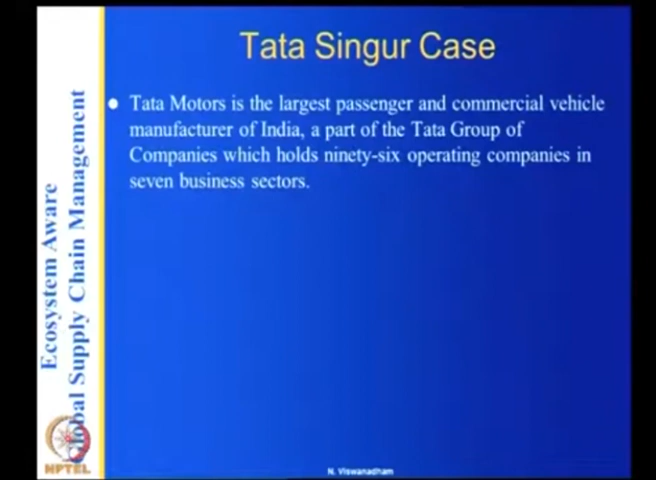 Tata Singur Case
Tata Motors is the largest passenger and commercial vehicle
manufacturer of India, a part of the Tata Group of
Companies which holds ninety-six operating companies in
seven business sectors.
Ecosystem Aware
Global Supply Chain Management
NPTEL
N. Viswanadham